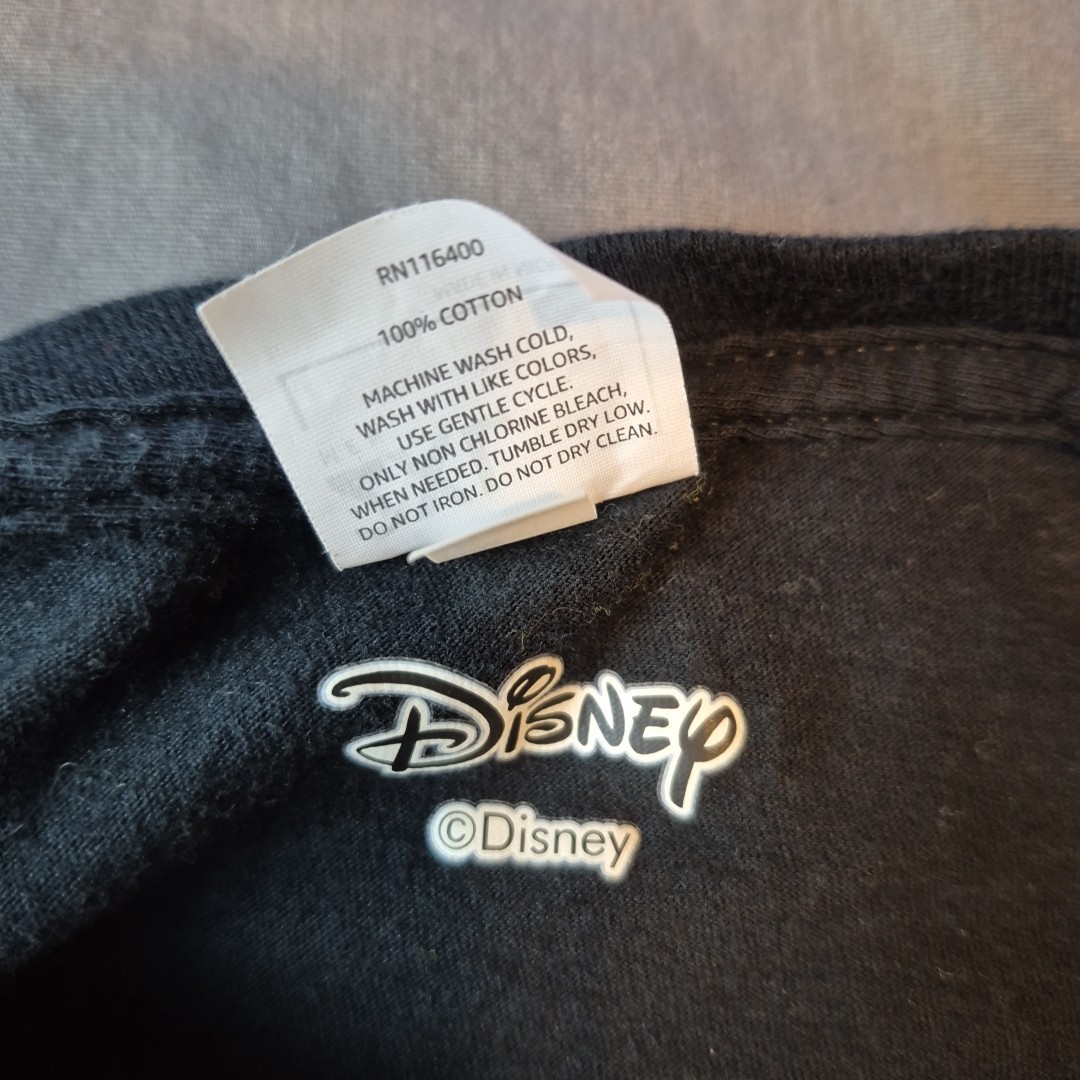 RN116400
100% COTTON
MACHINE WASH COLD,
WASH WITH LIKE COLORS,
USE GENTLE CYCLE.
ONLY NON CHLORINE BLEACH,
WHEN NEEDED. TUMBLE DRY LOW.
DO NOT IRON. DO NOT DRY CLEAN.
Disney
©Disney